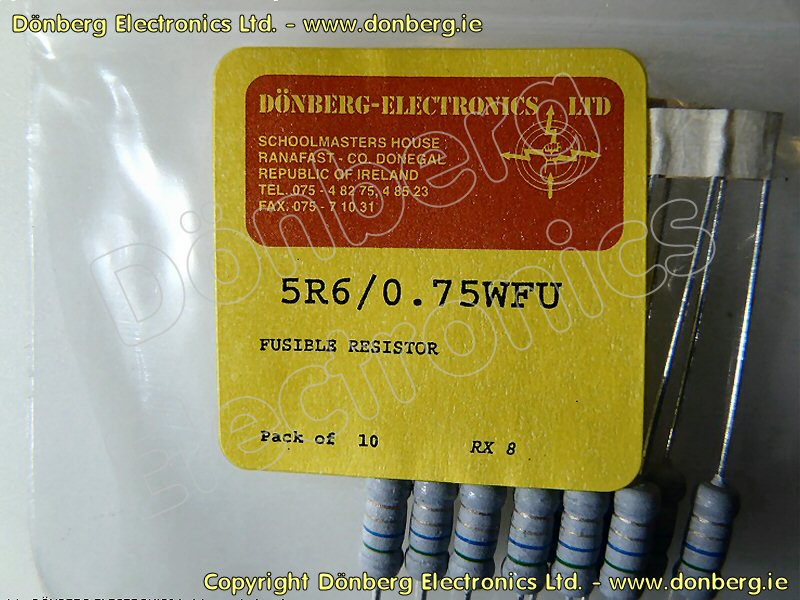 Dönberg Electronics Ltd. - www.donberg.ie
DÖNBERG-ELECTRONICS LTD
SCHOOLMASTERS HOUSE
RANAFAST - CO. DONEGAL
REPUBLIC OF IRELAND
TEL. 075 - 4 82 75, 4 85 23
FAX. 075 - 7 10 31
5R6/0.75WFU
FUSIBLE RESISTOR
Pack of 10 RX 8
Dönberg
Electronics
Copyright Dönberg Electronics Ltd. - www.donberg.ie